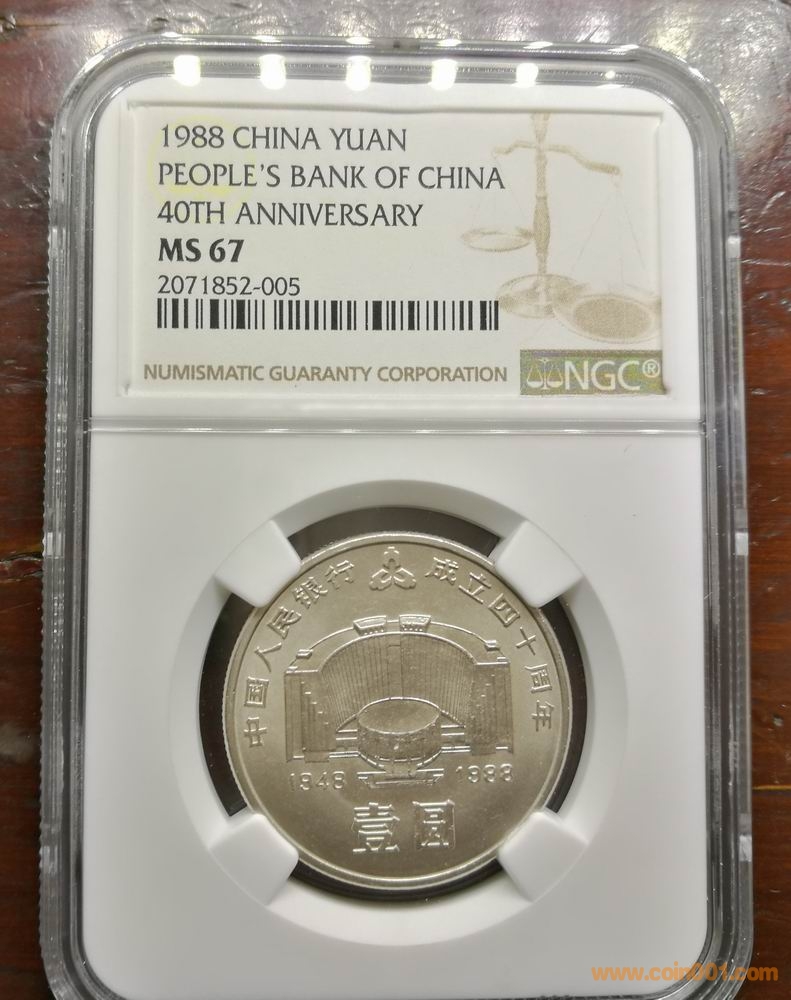 1988 CHINA YUAN
PEOPLE'S BANK OF CHINA
40TH ANNIVERSARY
MS 67
2071852-005
NUMISMATIC GUARANTY CORPORATION
NGC®
中国人民银行 成立四十周年
1948 1988
壹圆
www.coin001.com